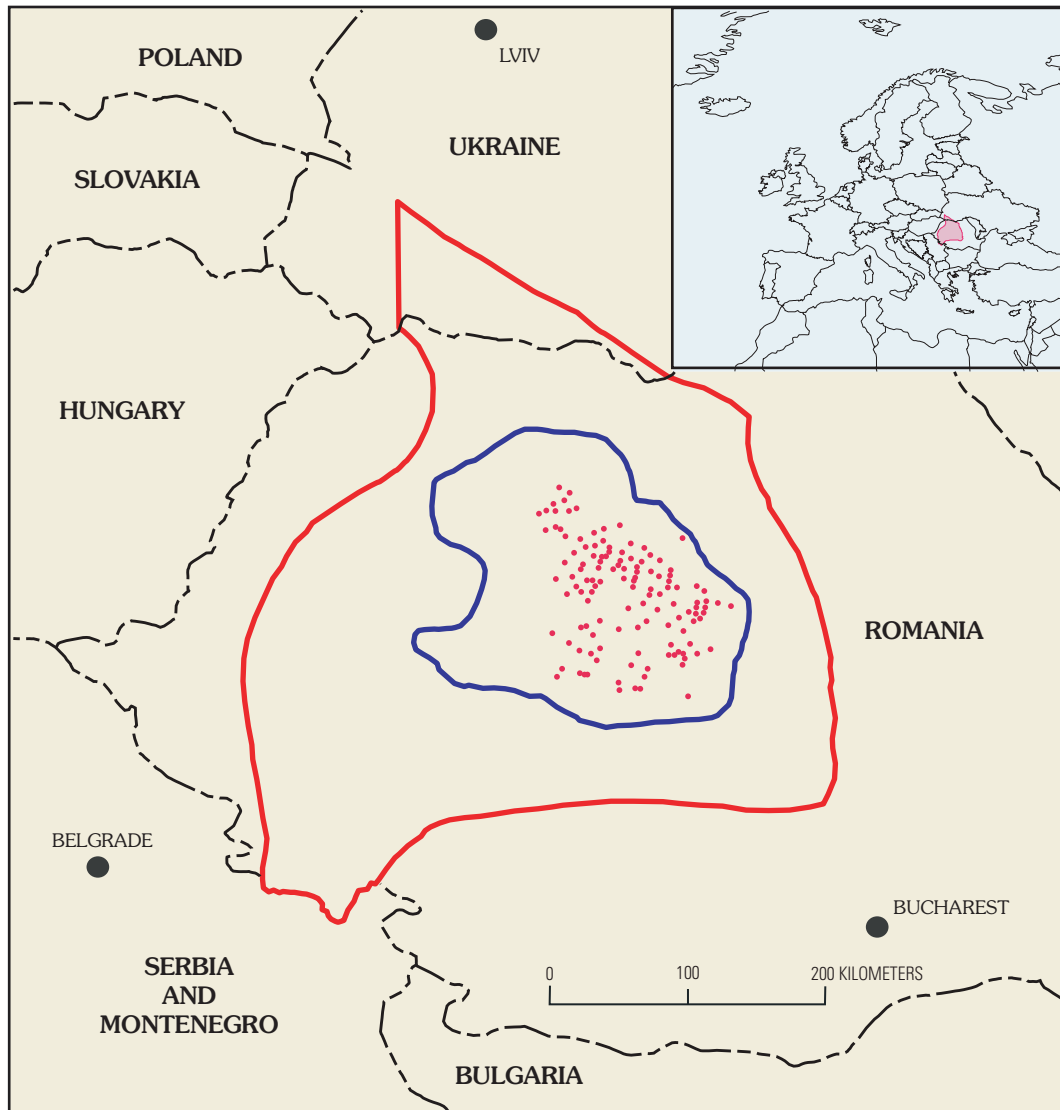 LVIV
POLAND
UKRAINE
SLOVAKIA
HUNGARY
ROMANIA
BELGRADE
BUCHAREST
SERBIA
AND
MONTENEGRO
0 100 200 KILOMETERS
BULGARIA